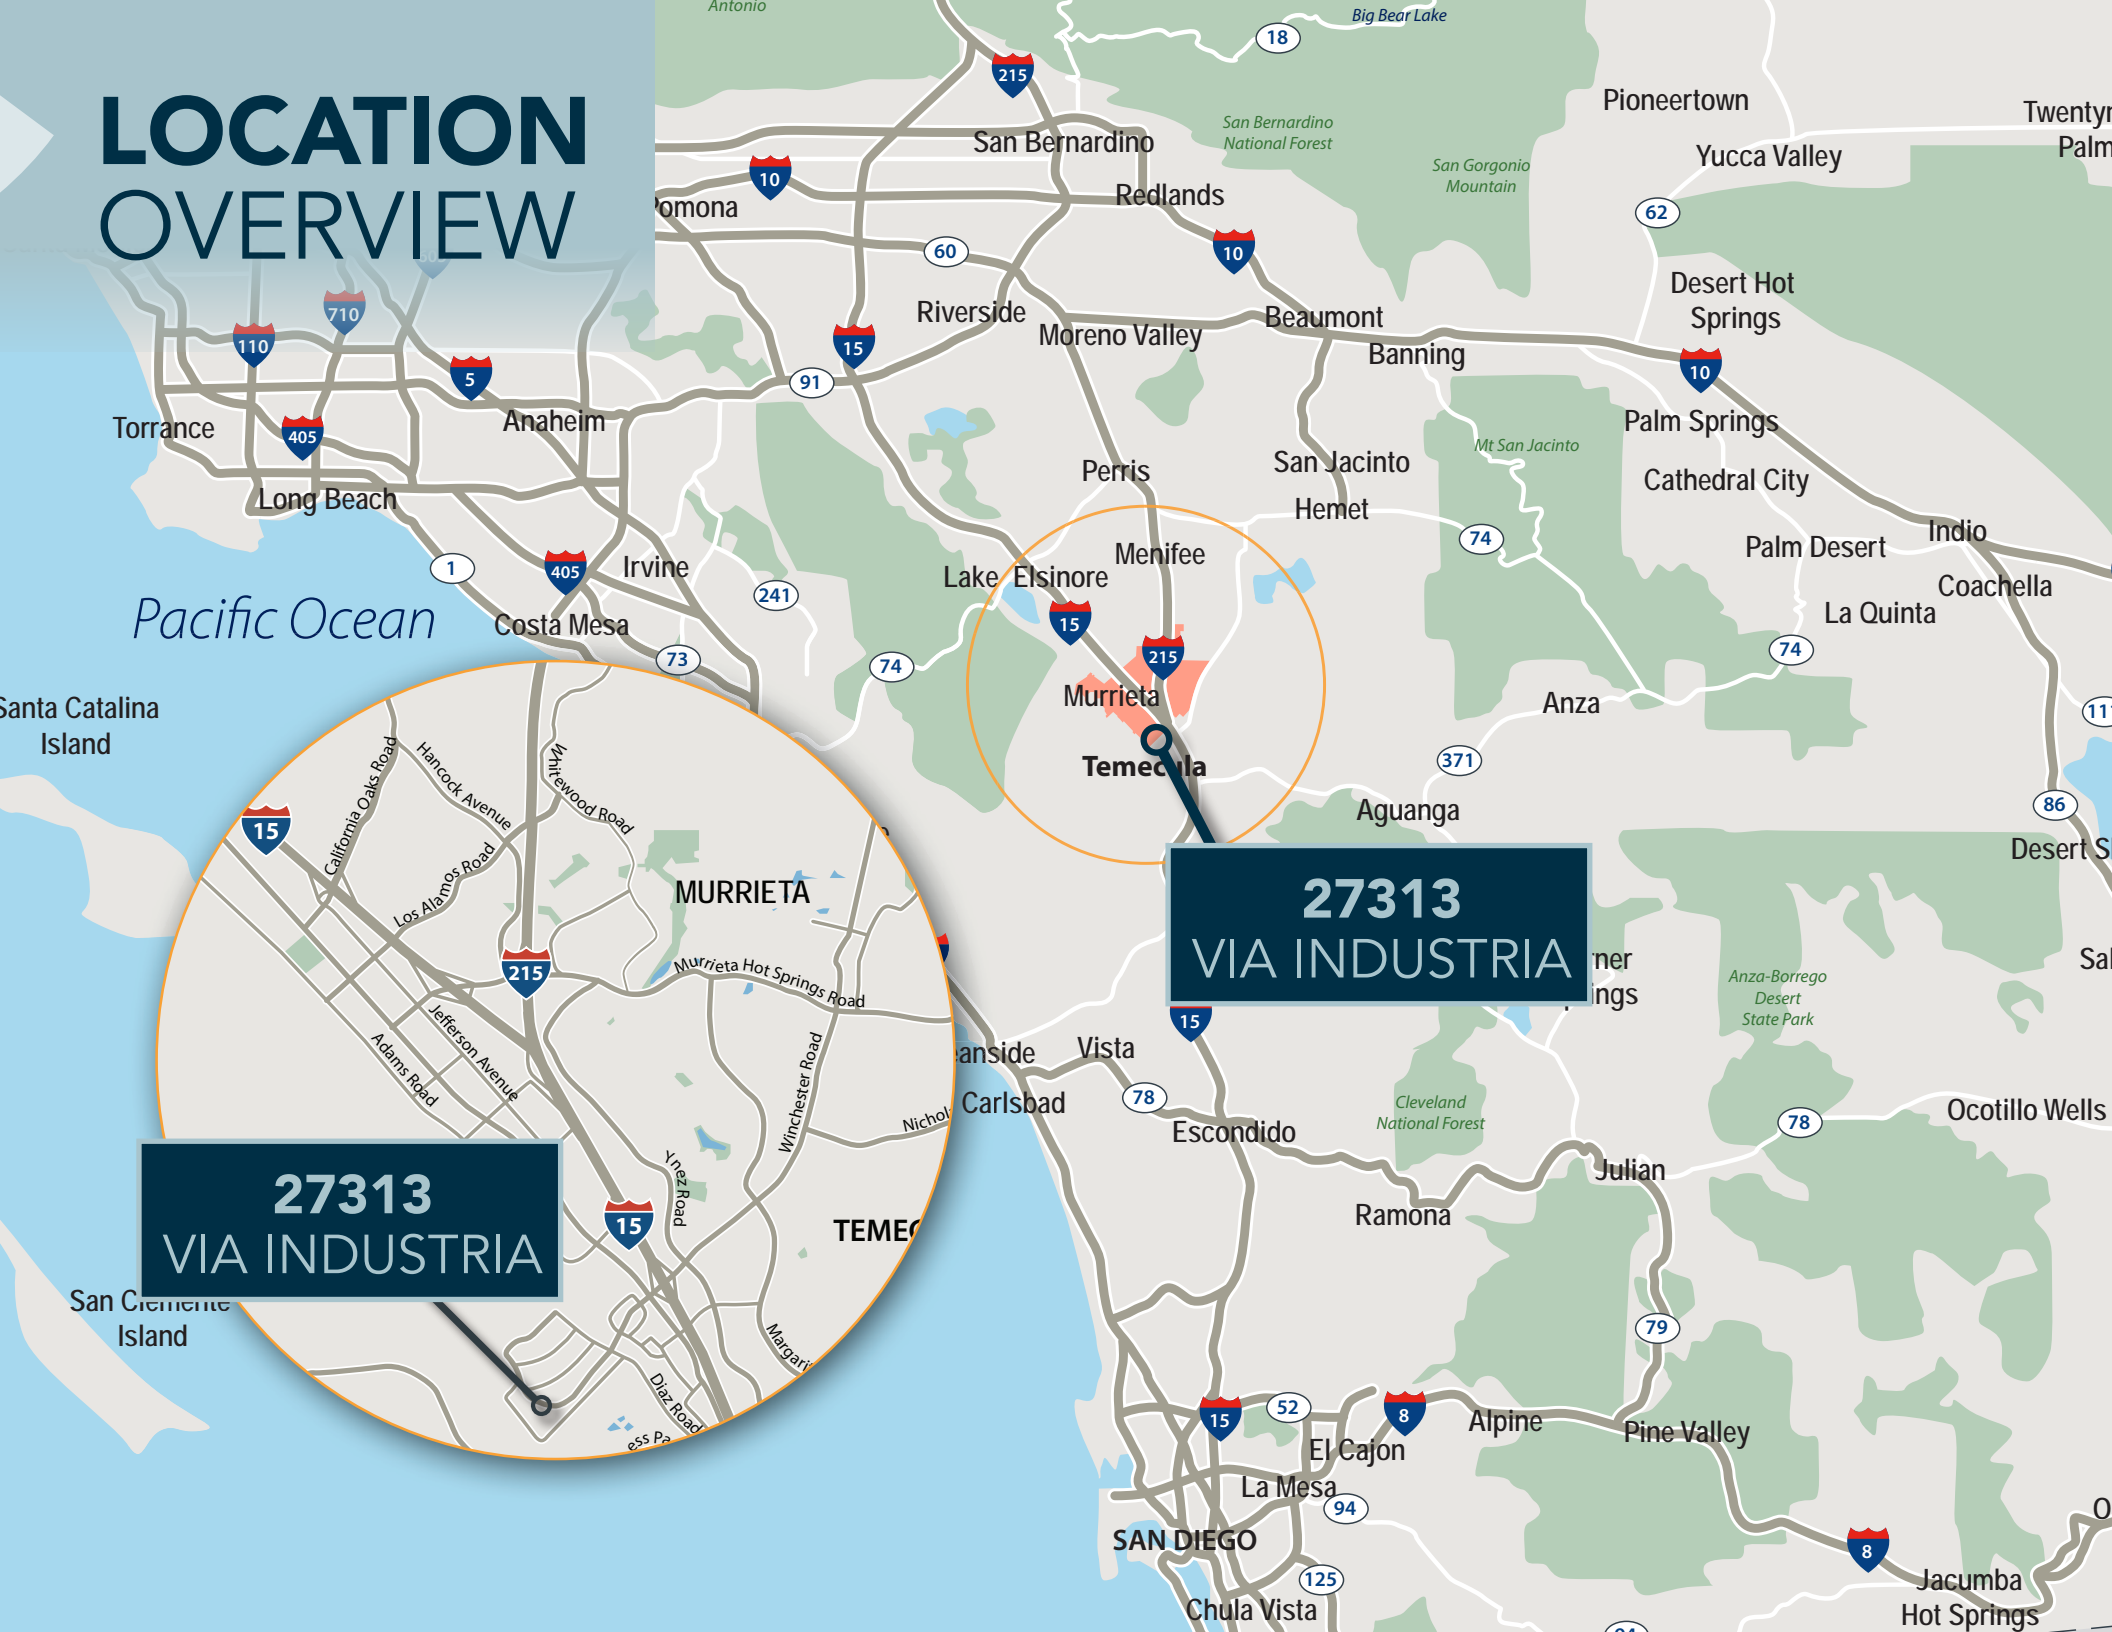 LOCATION
OVERVIEW
Antonio
Big Bear Lake
18
215
Pioneertown
San Bernardino
National Forest
San Bernardino
Yucca Valley
San Gorgonio
Mountain
10
Redlands
62
60
10
Desert Hot
Springs
710
110
Riverside
Moreno Valley
Beaumont
15
Banning
10
5
91
Torrance
405
Anaheim
Palm Springs
Mt San Jacinto
Perris
San Jacinto
Cathedral City
Long Beach
Hemet
74
Indio
Palm Desert
1
405
Irvine
Menifee
Lake Elsinore
241
15
Coachella
La Quinta
Pacific Ocean
Costa Mesa
73
74
215
74
Murrieta
Anza
Santa Catalina
Island
371
Temecula
Aguanga
86
27313
VIA INDUSTRIA
Anza-Borrego
Desert
State Park
15
Vista
Carlsbad
78
Escondido
Cleveland
National Forest
78
Ocotillo Wells
Julian
Ramona
79
15
52
8
Alpine
Pine Valley
El Cajon
La Mesa
94
SAN DIEGO
8
125
Chula Vista
Jacumba
Hot Springs
California Oaks Road
Hancock Avenue
Whitewood Road
15
Los Alamos Road
MURRIETA
215
Murrieta Hot Springs Road
Jefferson Avenue
Adams Road
Winchester Road
Ynez Road
15
27313
VIA INDUSTRIA
San Clemente
Island
Diaz Road